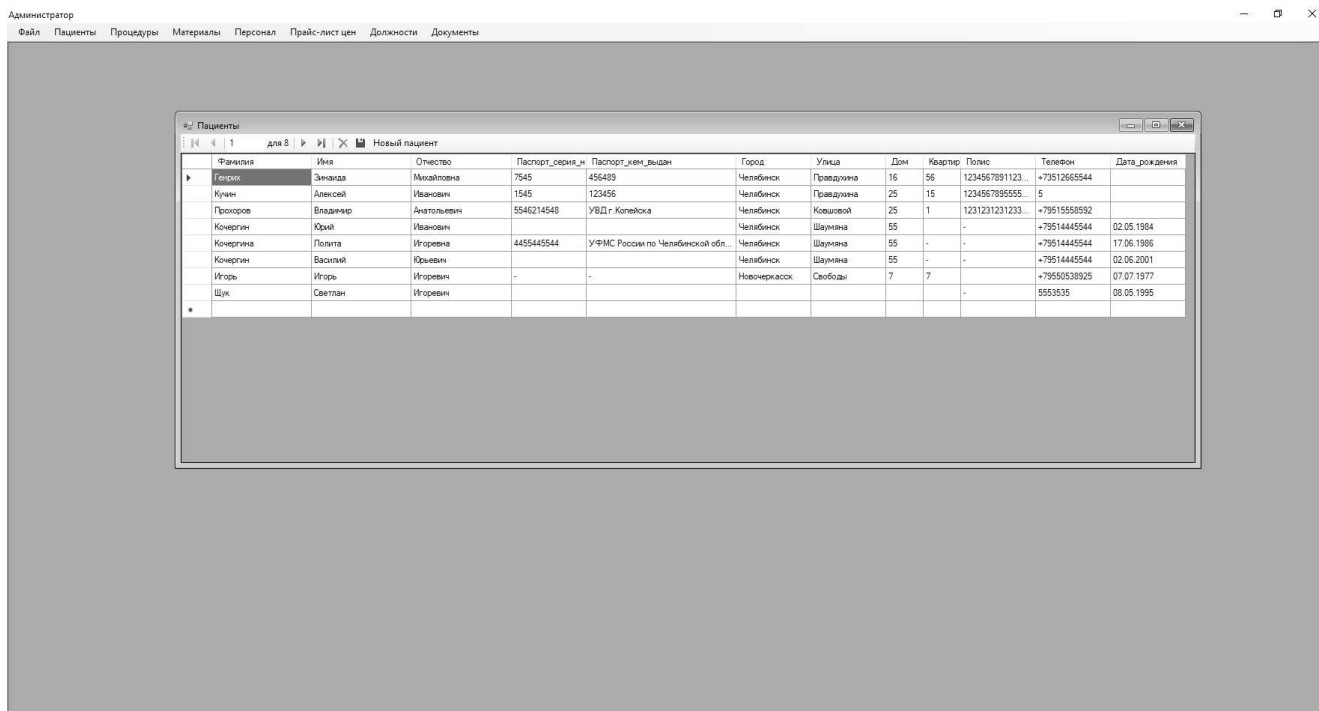 Администратор
Файл Пациенты Процедуры Материалы Персонал Прайс-лист цен Должности Документы
Пациенты
1 для 8 Новый пациент
Фамилия Имя Отчество Паспорт_серия_н Паспорт_кем_выдан Город Улица Дом Квартир Полис Телефон Дата_рождения
Генрих Зинаида Михайловна 7545 456489 Челябинск Правдухина 16 56 1234567891123... +73512665544
Кучин Алексей Иванович 1545 123456 Челябинск Правдухина 25 15 1234567895555... 5
Прохоров Владимир Анатольевич 5546214548 УВД г.Копейска Челябинск Ковшовой 25 1 1231231231233... +79515558592
Кочергин Юрий Иванович Челябинск Шаумяна 55 - +79514445544 02.05.1984
Кочергина Полита Игоревна 4455445544 УФМС России по Челябинской обл... Челябинск Шаумяна 55 - - +79514445544 17.06.1986
Кочергин Василий Юрьевич Челябинск Шаумяна 55 - - +79514445544 02.06.2001
Игорь Игорь Игоревич - - Новочеркасск Свободы 7 7 +79550538925 07.07.1977
Щук Светлан Игоревич - 5553535 08.05.1995